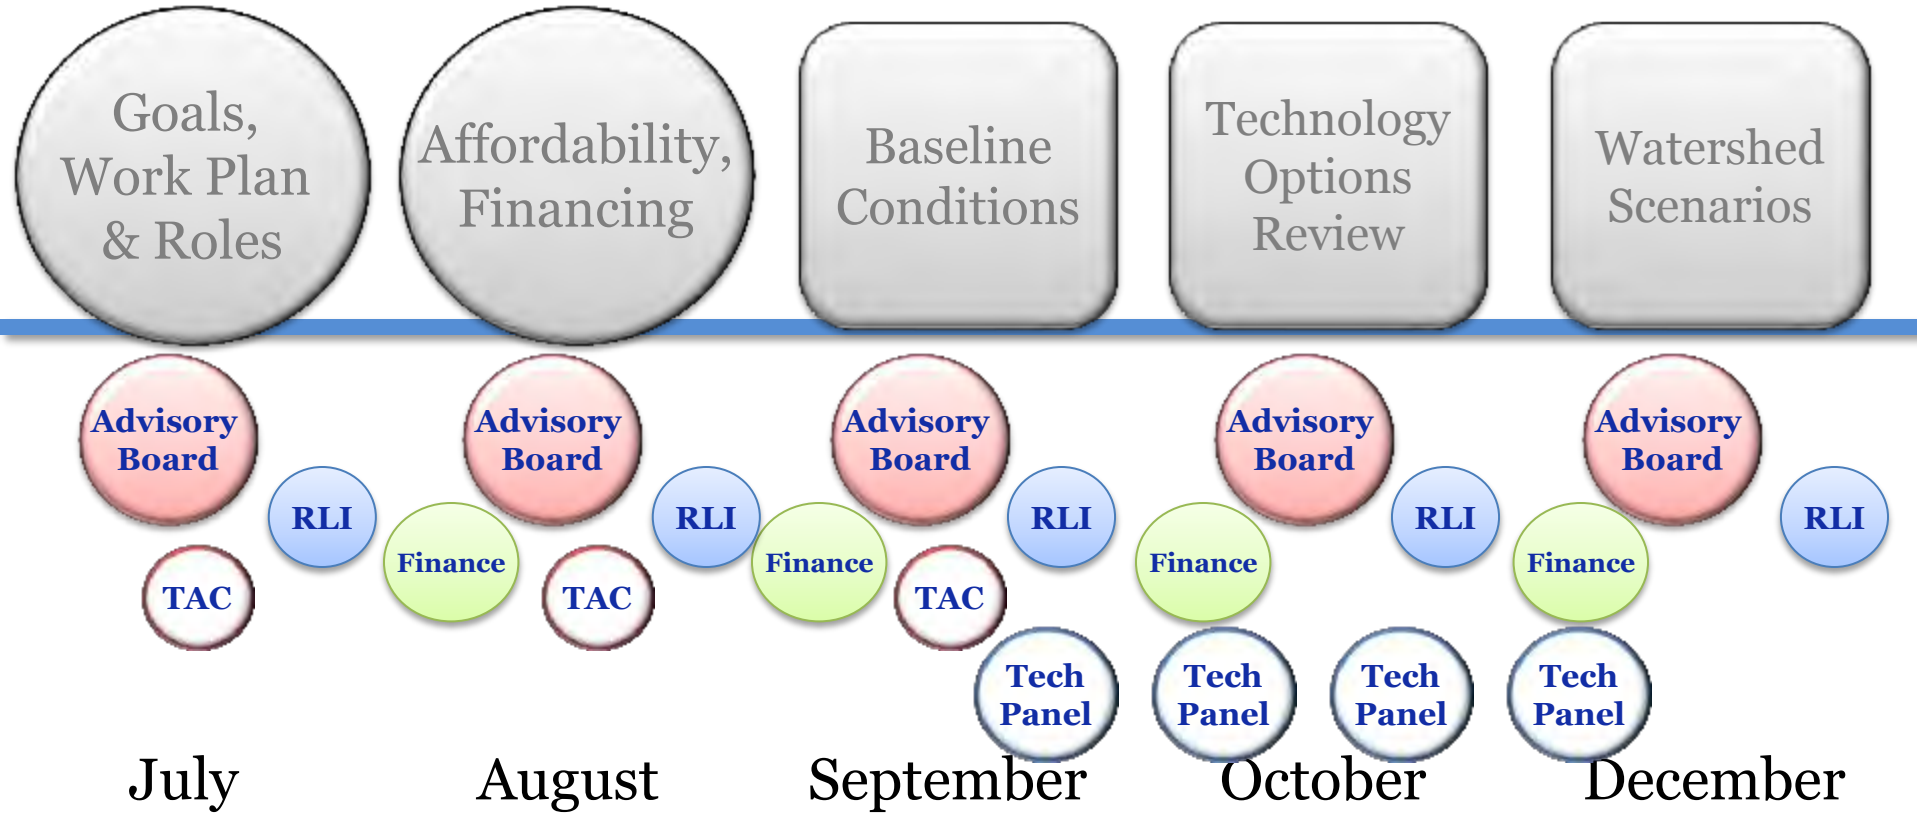 Goals,
Work Plan
& Roles
Affordability,
Financing
Baseline
Conditions
Technology
Options
Review
Watershed
Scenarios
Advisory
Board
Advisory
Board
Advisory
Board
Advisory
Board
Advisory
Board
RLI
RLI
RLI
RLI
RLI
Finance
Finance
Finance
Finance
TAC
TAC
TAC
Tech
Panel
Tech
Panel
Tech
Panel
Tech
Panel
July
August
September
October
December